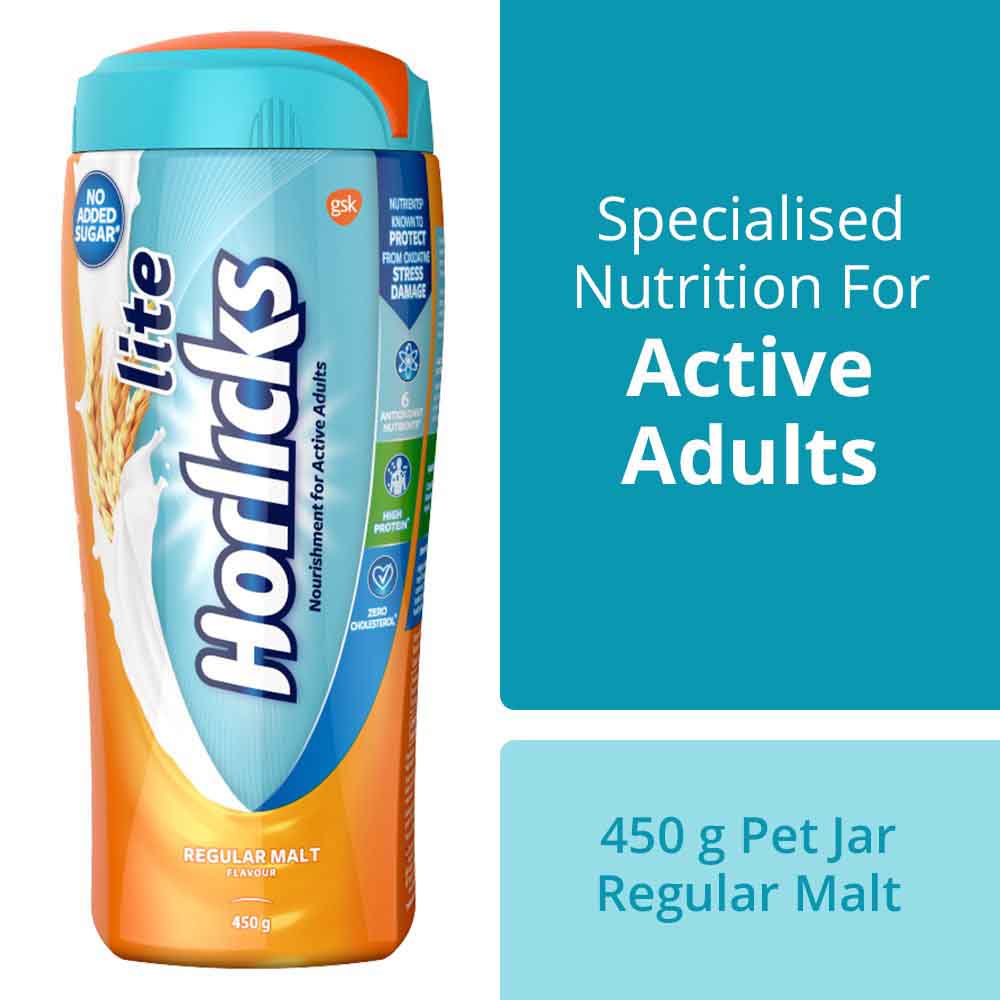 NO
ADDED
SUGAR#
lite
Horlicks
Nourishment for Active Adults
gsk
NUTRIENTS^
KNOWN TO
PROTECT
FROM OXIDATIVE
STRESS
DAMAGE
6
ANTIOXIDANT
NUTRIENTS^
HIGH
PROTEIN
ZERO
CHOLESTEROL
REGULAR MALT
FLAVOUR
450 g
Specialised
Nutrition For
Active
Adults
450 g Pet Jar
Regular Malt